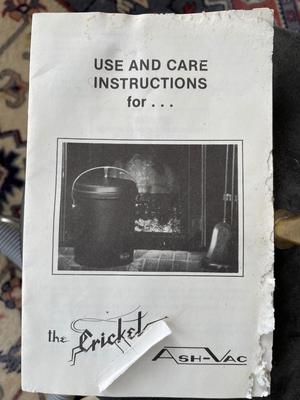 USE AND CARE
INSTRUCTIONS
for . . .
the Cricket
ASH-VAC